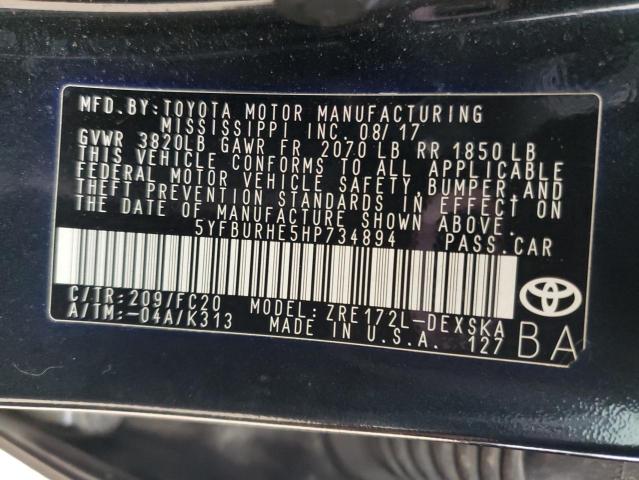 MFD.BY:TOYOTA MOTOR MANUFACTURING
MISSISSIPPI INC.08/17
GVWR 3820LB GAWR FR 2070 LB RR 1850 LB
THIS VEHICLE CONFORMS TO ALL APPLICABLE
FEDERAL MOTOR VEHICLE SAFETY, BUMPER, AND
THEFT PREVENTION STANDARDS IN EFFECT ON
THE DATE OF MANUFACTURE SHOWN ABOVE.
5YFBURHE5HP734894 PASS.CAR
C/TR:209/FC20 MODEL:ZRE172L-DEXSKA
A/TM:-04A/K313 MADE IN U.S.A. 127
BA